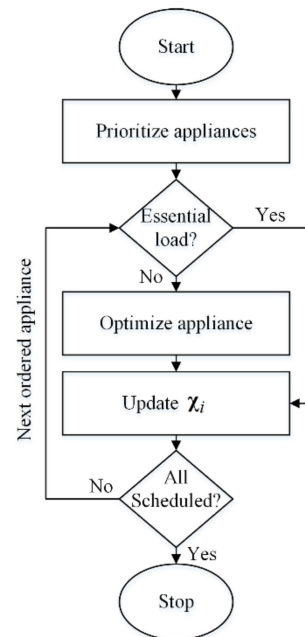 Start
Prioritize appliances
Essential
load?
Yes
No
Optimize appliance
Update χi
Next ordered appliance
All
Scheduled?
No
Yes
Stop